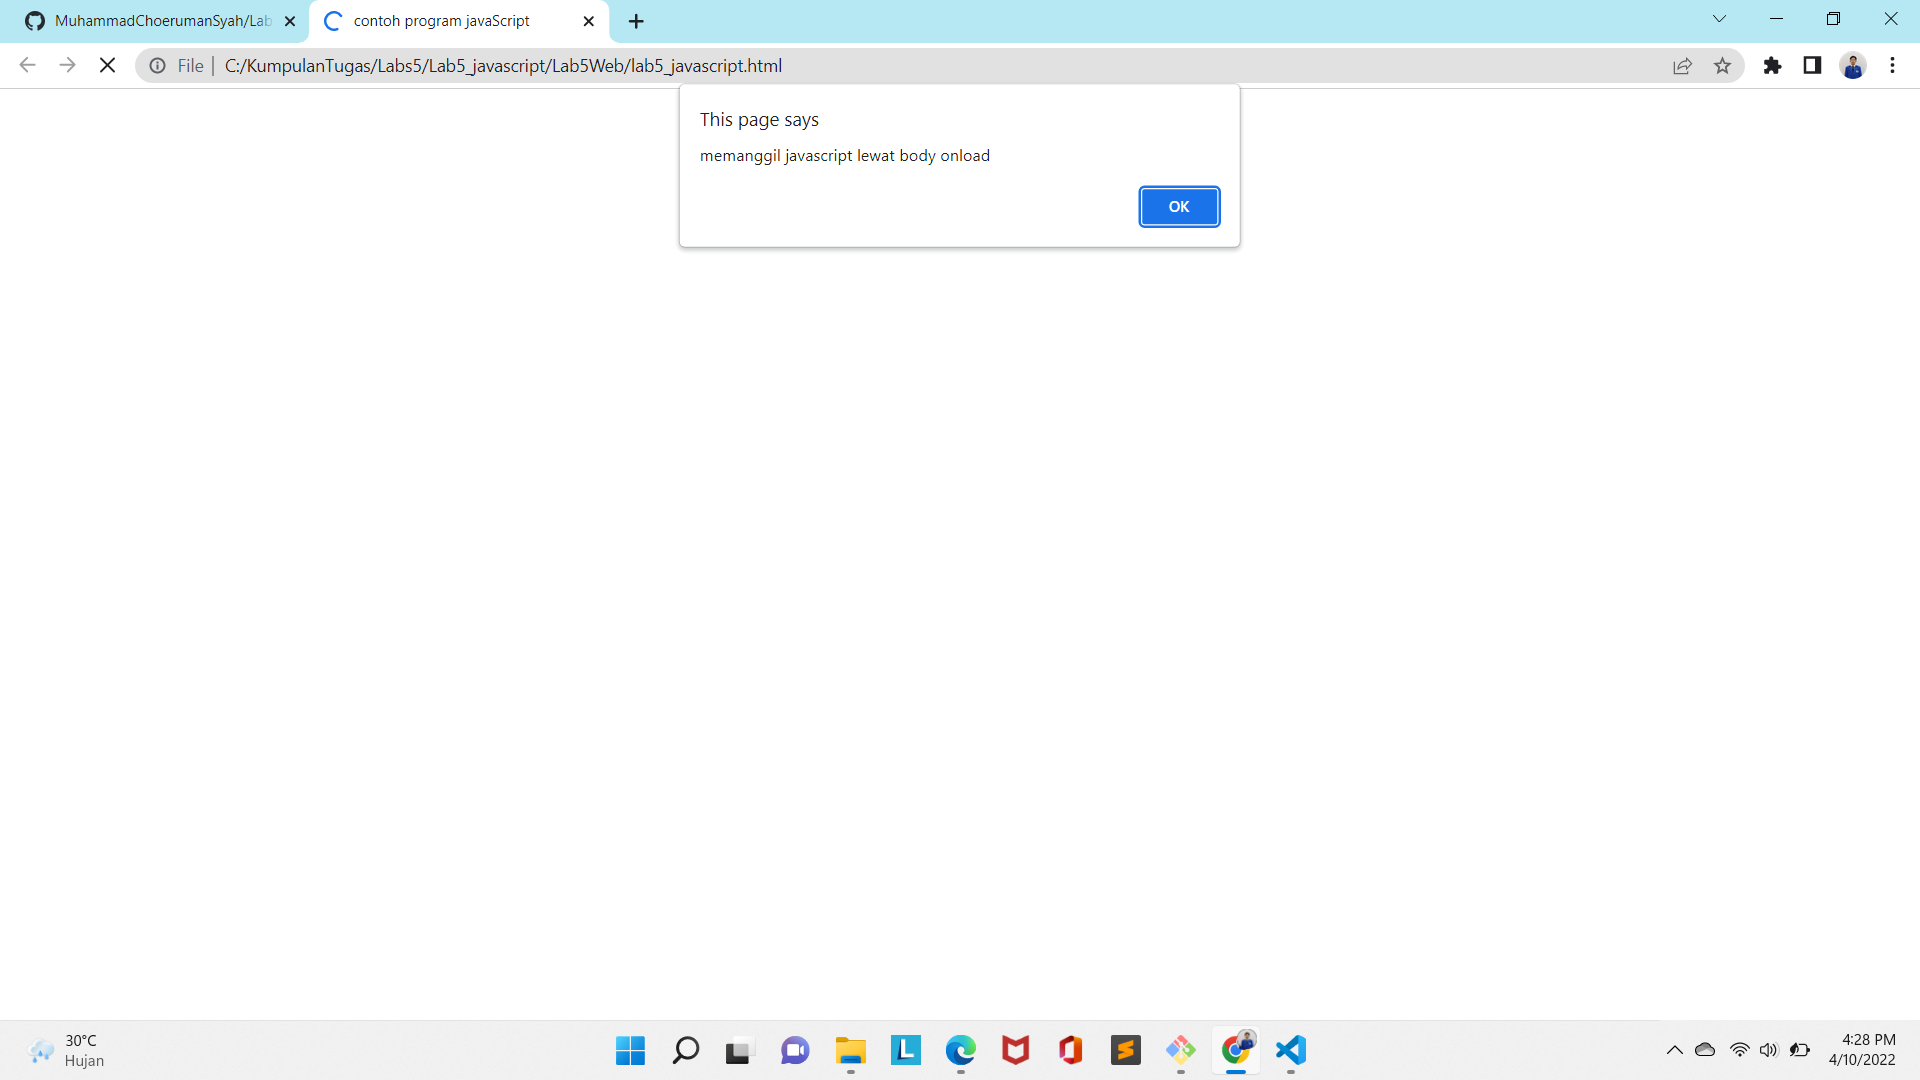 MuhammadChoerumanSyah/Lab
contoh program javaScript
File
C:/KumpulanTugas/Labs5/Lab5_javascript/Lab5Web/lab5_javascript.html
This page says
memanggil javascript lewat body onload
OK
30°C
Hujan
4:28 PM
4/10/2022